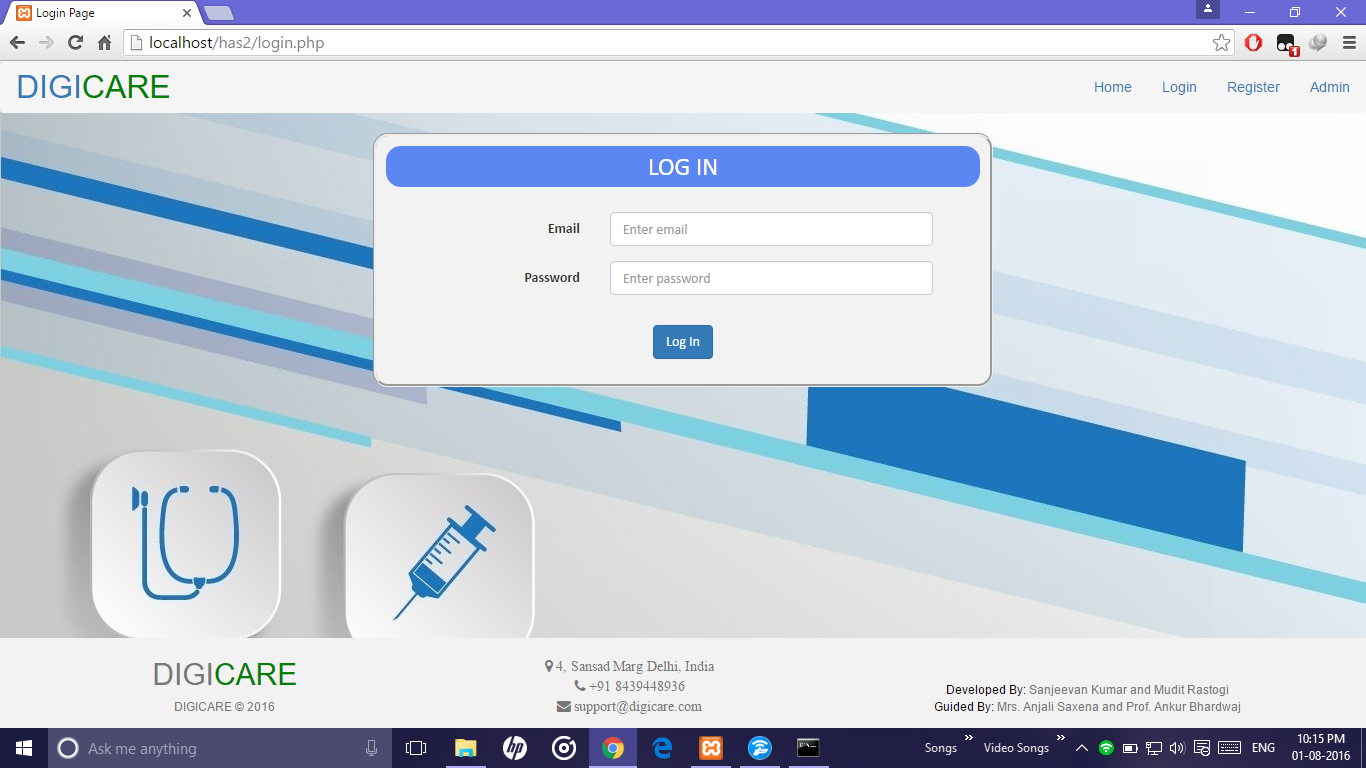 Login Page
localhost/has2/login.php
1
DIGICARE
Home Login Register Admin
LOG IN
Email Enter email
Password Enter password
Log In
DIGICARE
DIGICARE © 2016
4, Sansad Marg Delhi, India
+91 8439448936
support@digicare.com
Developed By: Sanjeevan Kumar and Mudit Rastogi
Guided By: Mrs. Anjali Saxena and Prof. Ankur Bhardwaj
Ask me anything
hp
Songs » Video Songs » ENG
10:15 PM
01-08-2016